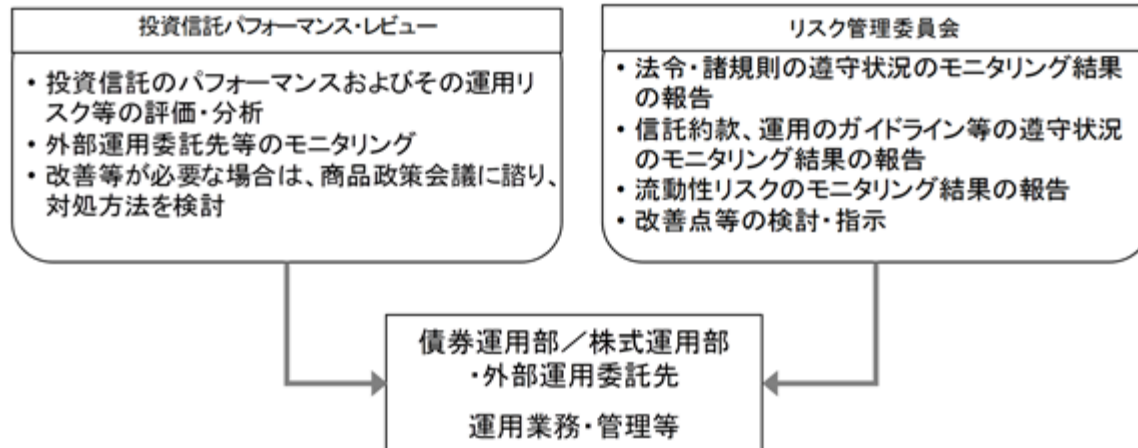 投資信託パフォーマンス・レビュー
・投資信託のパフォーマンスおよびその運用リ
スク等の評価・分析
・外部運用委託先等のモニタリング
・改善等が必要な場合は、商品政策会議に諮り、
対処方法を検討
リスク管理委員会
・法令・諸規則の遵守状況のモニタリング結果
の報告
・信託約款、運用のガイドライン等の遵守状況
のモニタリング結果の報告
・流動性リスクのモニタリング結果の報告
・改善点等の検討・指示
債券運用部／株式運用部
・外部運用委託先
運用業務・管理等